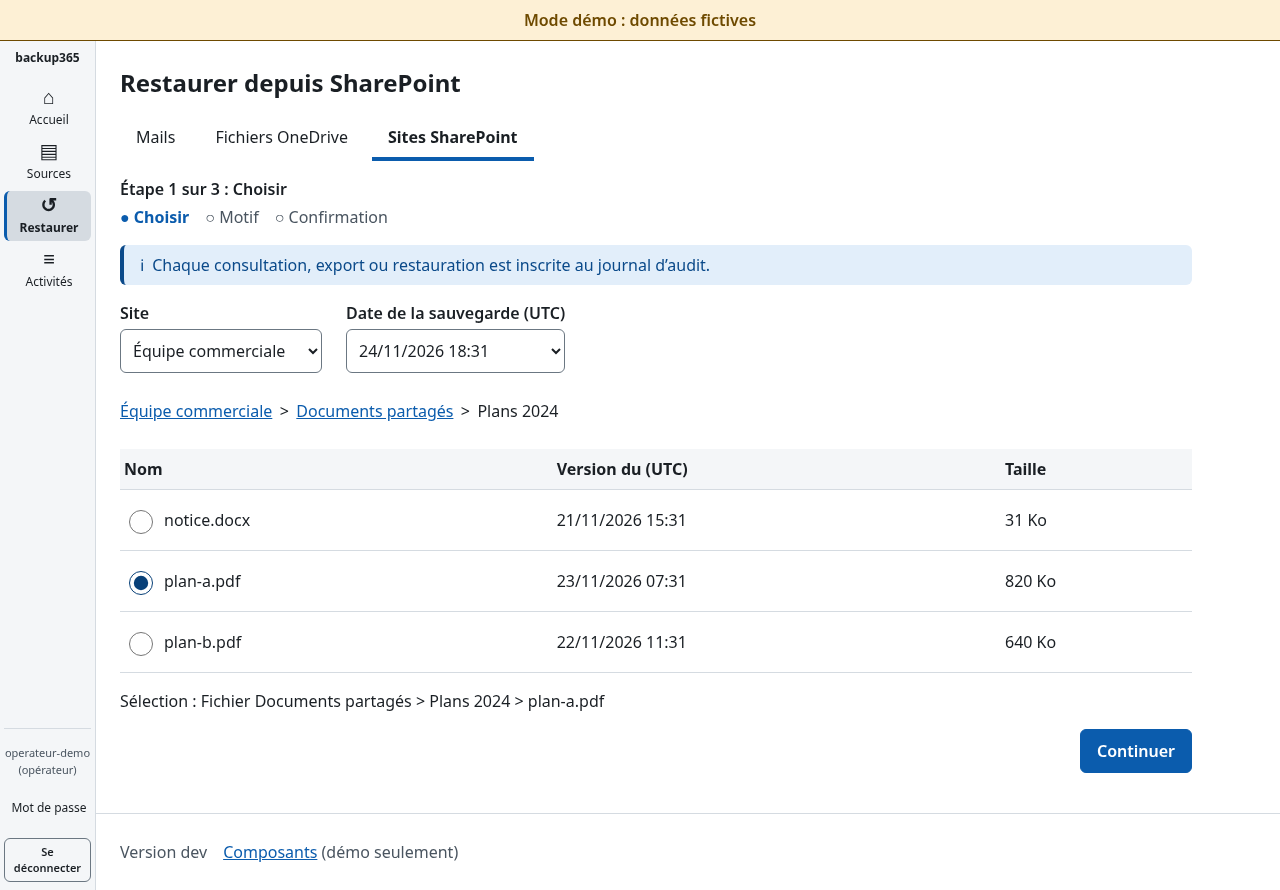 Mode démo : données fictives
backup365
Accueil
Sources
Restaurer
Activités
operateur-demo
(opérateur)
Mot de passe
Se
déconnecter
Restaurer depuis SharePoint
Mails Fichiers OneDrive Sites SharePoint
Étape 1 sur 3 : Choisir
● Choisir ○ Motif ○ Confirmation
i Chaque consultation, export ou restauration est inscrite au journal d’audit.
Site Date de la sauvegarde (UTC)
Équipe commerciale 24/11/2026 18:31
Équipe commerciale > Documents partagés > Plans 2024
Nom Version du (UTC) Taille
notice.docx 21/11/2026 15:31 31 Ko
plan-a.pdf 23/11/2026 07:31 820 Ko
plan-b.pdf 22/11/2026 11:31 640 Ko
Sélection : Fichier Documents partagés > Plans 2024 > plan-a.pdf
Continuer
Version dev Composants (démo seulement)